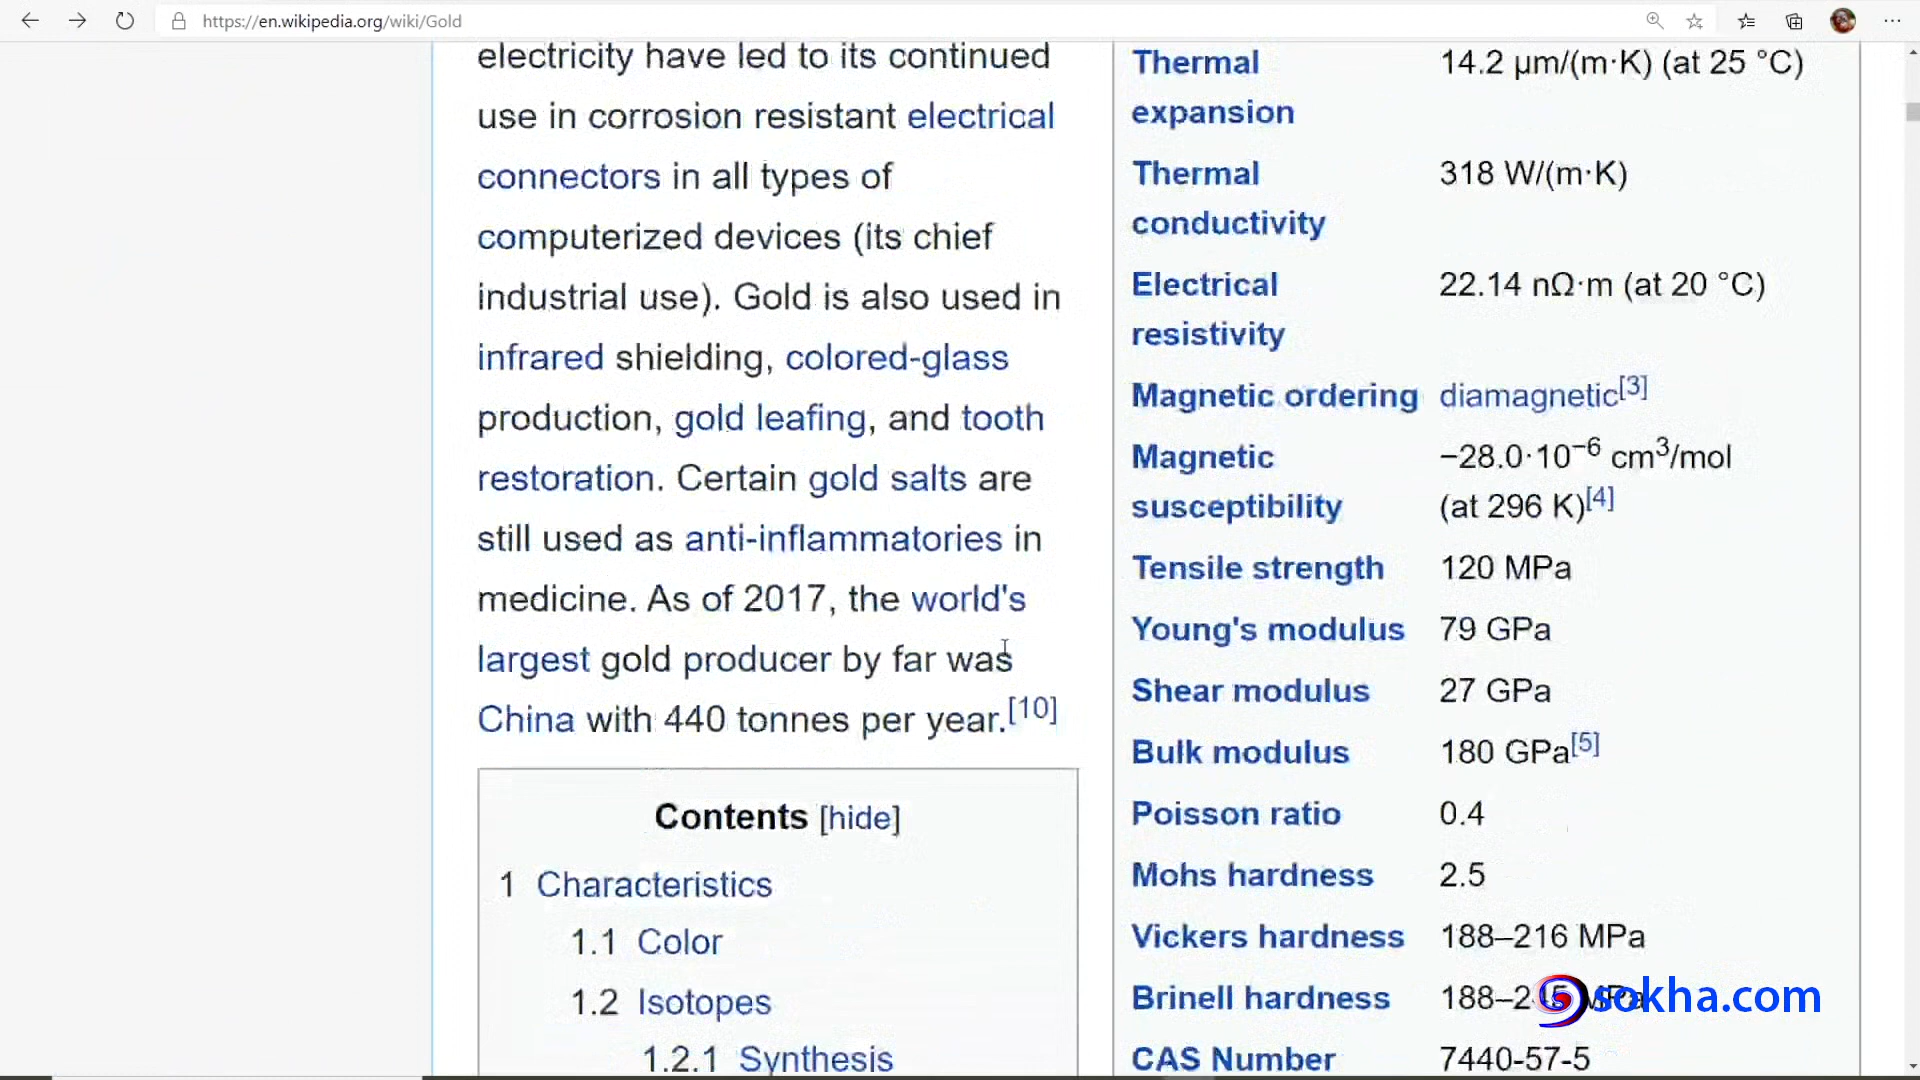 https://en.wikipedia.org/wiki/Gold
electricity have led to its continued
use in corrosion resistant electrical
connectors in all types of
computerized devices (its chief
industrial use). Gold is also used in
infrared shielding, colored-glass
production, gold leafing, and tooth
restoration. Certain gold salts are
still used as anti-inflammatories in
medicine. As of 2017, the world's
largest gold producer by far was
China with 440 tonnes per year.[10]
Contents [hide]
1 Characteristics
1.1 Color
1.2 Isotopes
1.2.1 Synthesis
Thermal expansion 14.2 μm/(m·K) (at 25 °C)
Thermal conductivity 318 W/(m·K)
Electrical resistivity 22.14 nΩ·m (at 20 °C)
Magnetic ordering diamagnetic[3]
Magnetic susceptibility −28.0·10−6 cm3/mol (at 296 K)[4]
Tensile strength 120 MPa
Young's modulus 79 GPa
Shear modulus 27 GPa
Bulk modulus 180 GPa[5]
Poisson ratio 0.4
Mohs hardness 2.5
Vickers hardness 188–216 MPa
Brinell hardness
CAS Number 7440-57-5
sokha.com